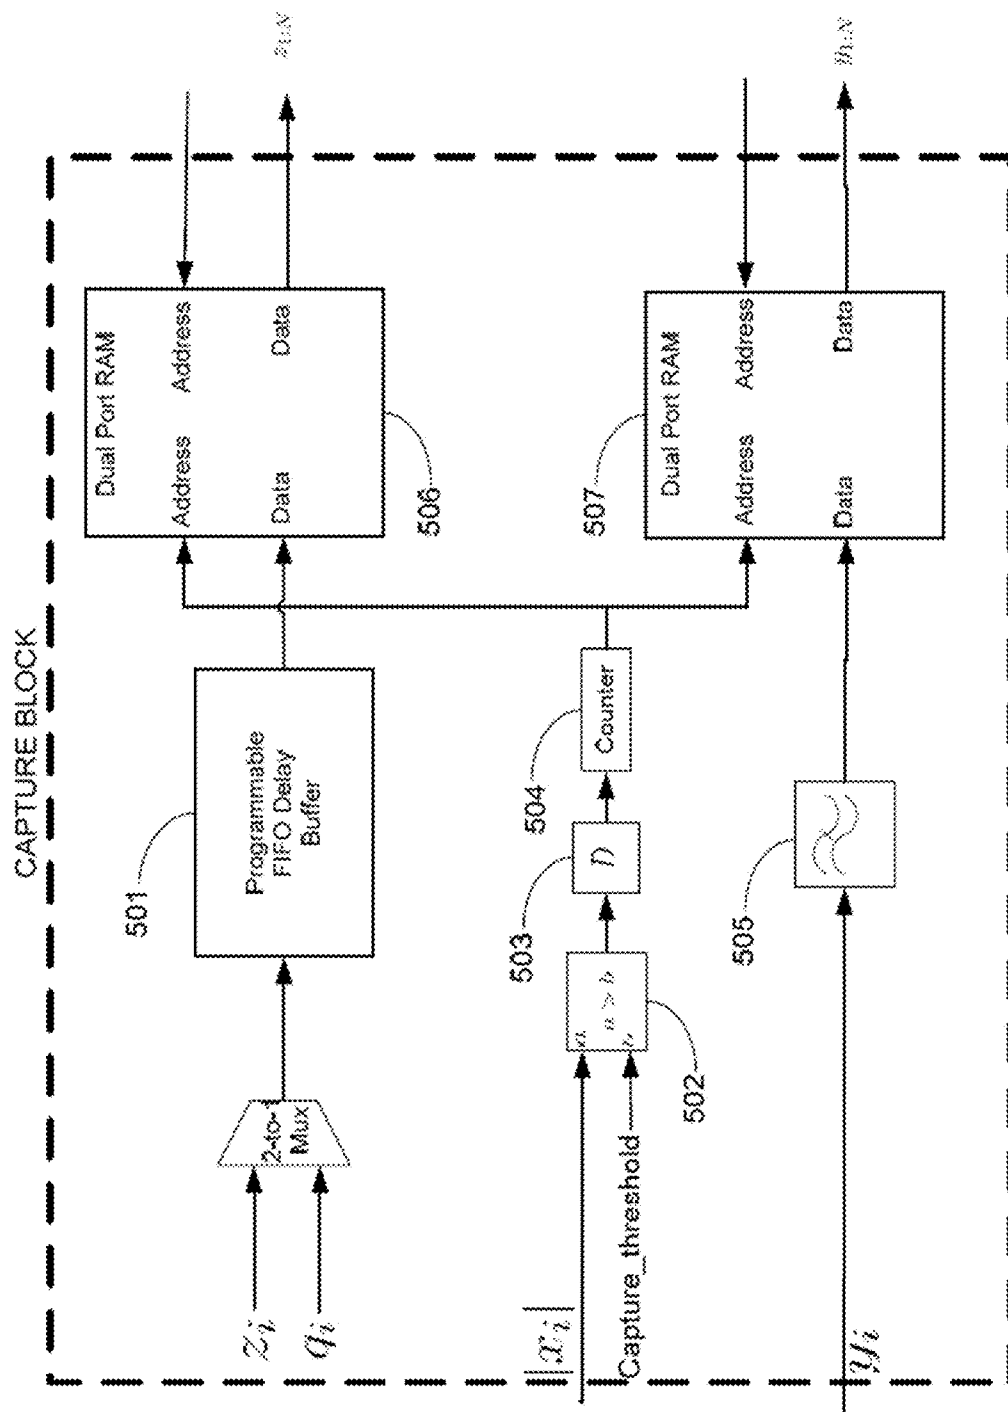 CAPTURE BLOCK
z_i
q_i
2-to-1
Mux
501
Programmable
FIFO Delay
Buffer
Dual Port RAM
Address
Address
Data
Data
506
|x_i|
Capture_threshold
a
a > b
b
502
503
D
504
Counter
y_i
505
507
Dual Port RAM
Address
Address
Data
Data